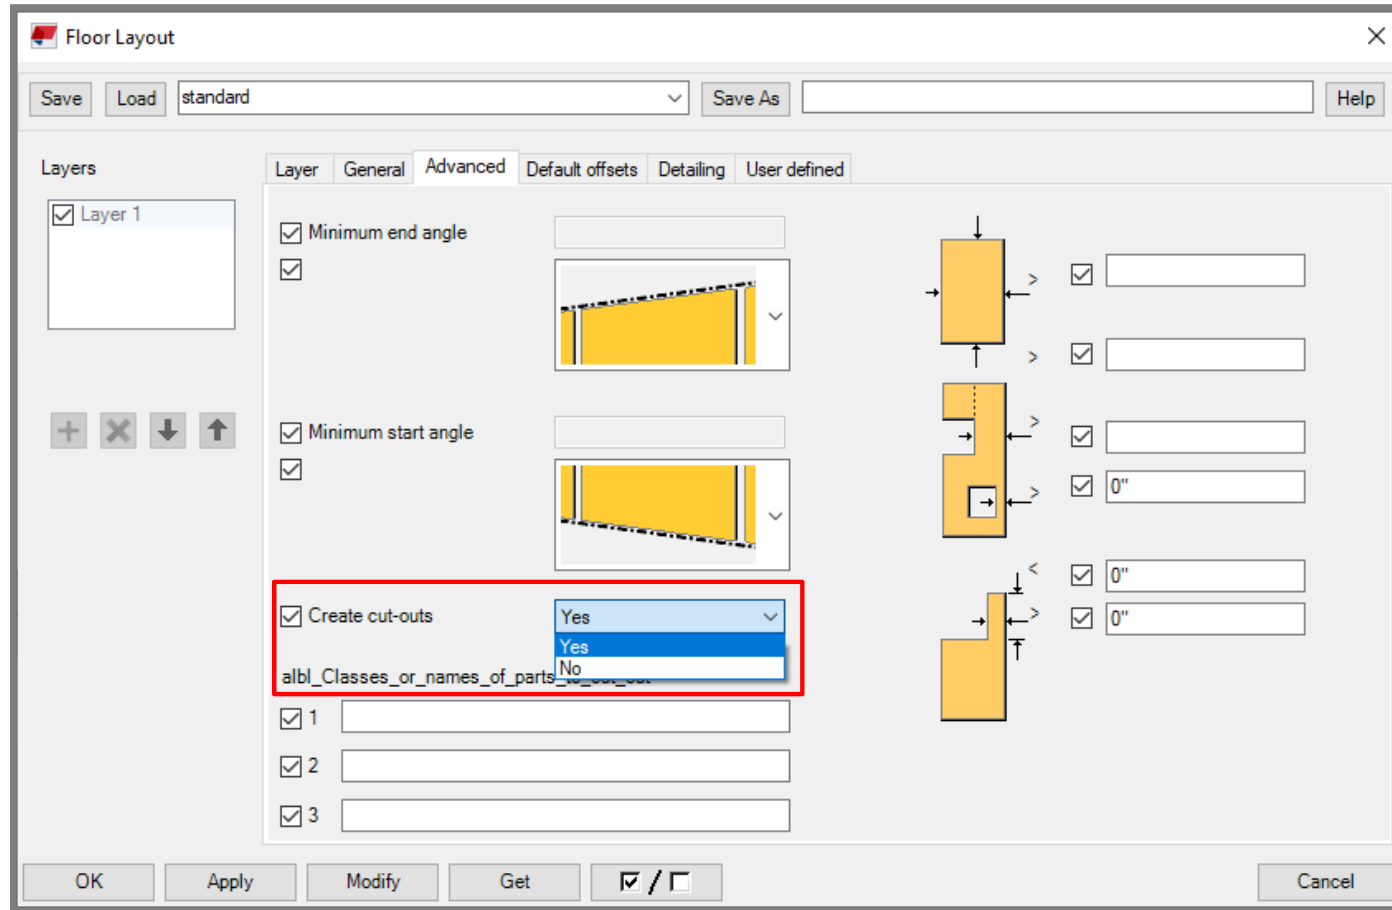 Floor Layout
Save Load standard Save As Help
Layers
Layer General Advanced Default offsets Detailing User defined
Layer 1
Minimum end angle
>
>
Minimum start angle
>
> 0"
< 0"
> 0"
Create cut-outs Yes
Yes
No
albl_Classes_or_names_of_parts_to_cut_out
1
2
3
OK Apply Modify Get / Cancel